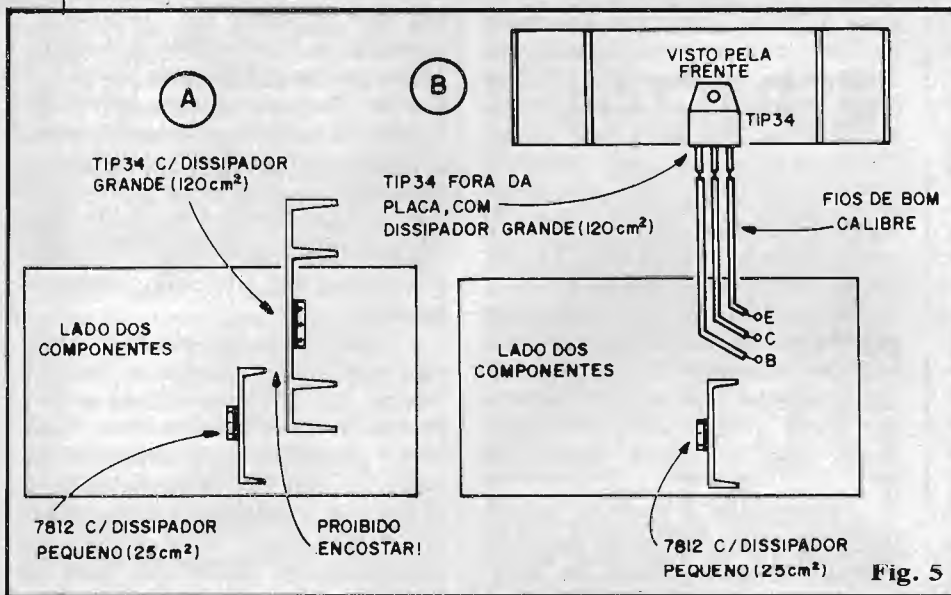 A
TIP34 C/DISSIPADOR
GRANDE (120cm²)
LADO DOS
COMPONENTES
7812 C/DISSIPADOR
PEQUENO (25cm²)
PROIBIDO
ENCOSTAR!
B
VISTO PELA
FRENTE
TIP34
TIP34 FORA DA
PLACA, COM
DISSIPADOR GRANDE (120cm²)
FIOS DE BOM
CALIBRE
E
C
B
LADO DOS
COMPONENTES
7812 C/DISSIPADOR
PEQUENO (25cm²)
Fig. 5